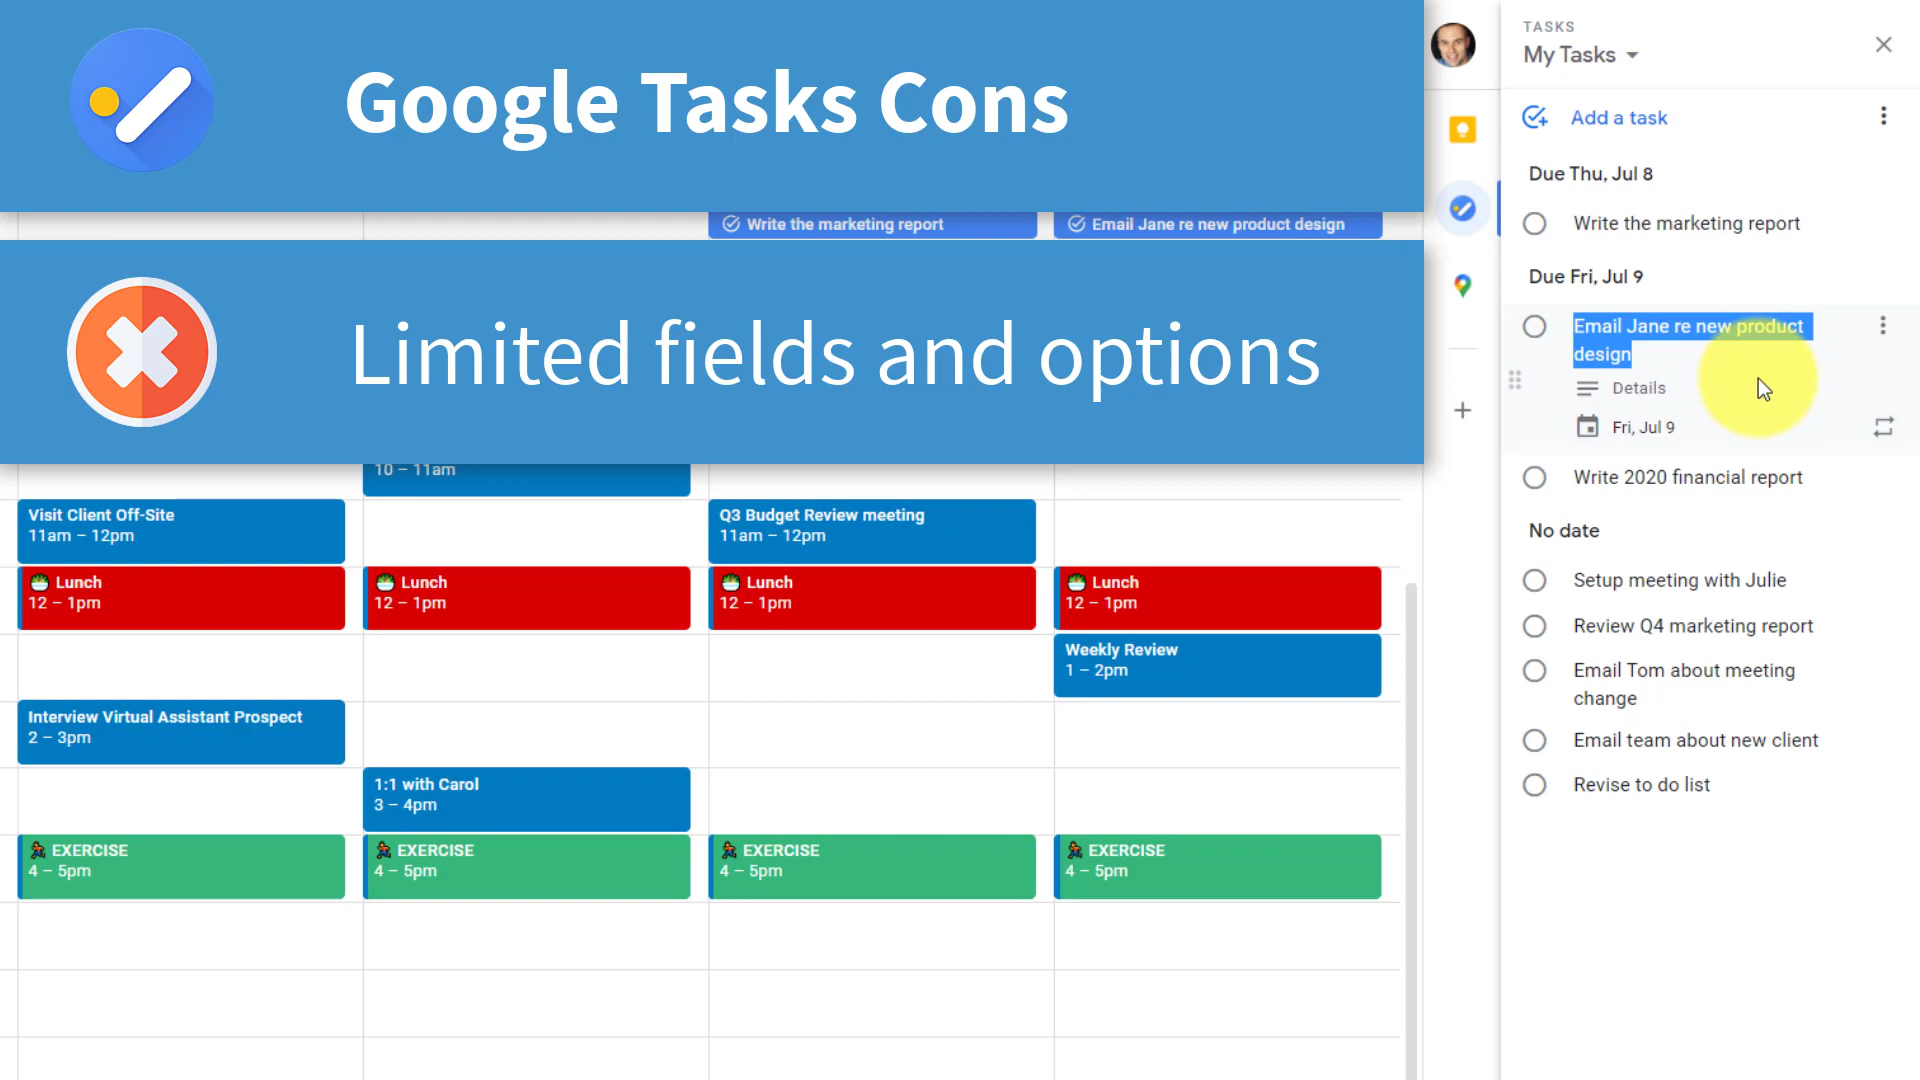 Google Tasks Cons
Write the marketing report
Email Jane re new product design
Limited fields and options
10 – 11am
Visit Client Off-Site
11am – 12pm
Q3 Budget Review meeting
11am – 12pm
Lunch
12 – 1pm
Lunch
12 – 1pm
Lunch
12 – 1pm
Lunch
12 – 1pm
Weekly Review
1 – 2pm
Interview Virtual Assistant Prospect
2 – 3pm
1:1 with Carol
3 – 4pm
EXERCISE
4 – 5pm
EXERCISE
4 – 5pm
EXERCISE
4 – 5pm
EXERCISE
4 – 5pm
TASKS
My Tasks
Add a task
Due Thu, Jul 8
Write the marketing report
Due Fri, Jul 9
Email Jane re new product
design
Details
Fri, Jul 9
Write 2020 financial report
No date
Setup meeting with Julie
Review Q4 marketing report
Email Tom about meeting
change
Email team about new client
Revise to do list